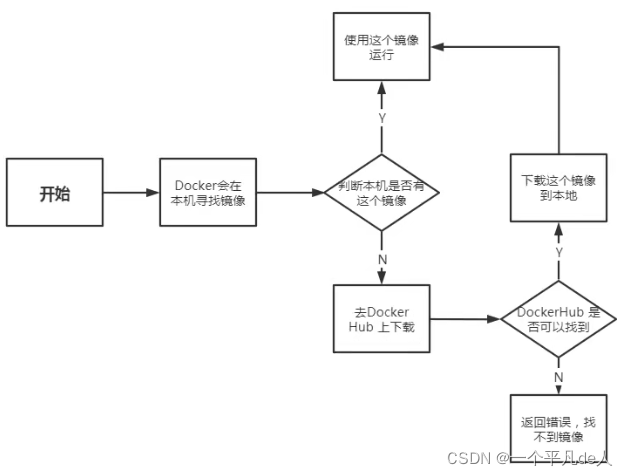 使用这个镜像
运行
Y
开始
Docker会在
本机寻找镜像
判断本机是否有
这个镜像
下载这个镜像
到本地
N
Y
去Docker
Hub 上下载
DockerHub 是
否可以找到
N
返回错误，找
不到镜像
CSDN @一个平凡de人